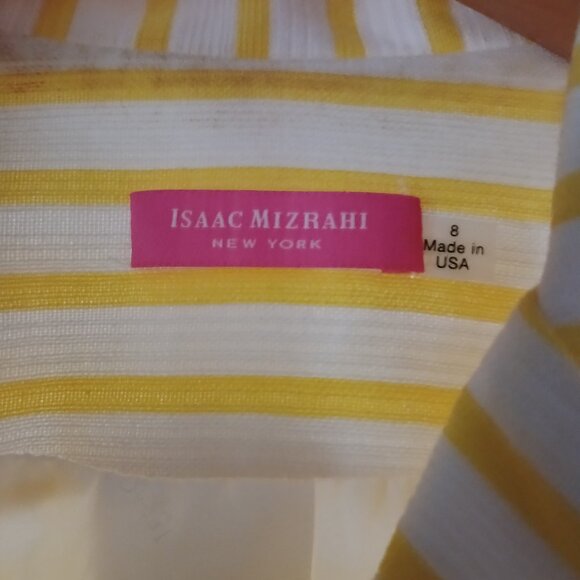 ISAAC MIZRAHI
NEW YORK
8
Made in
USA